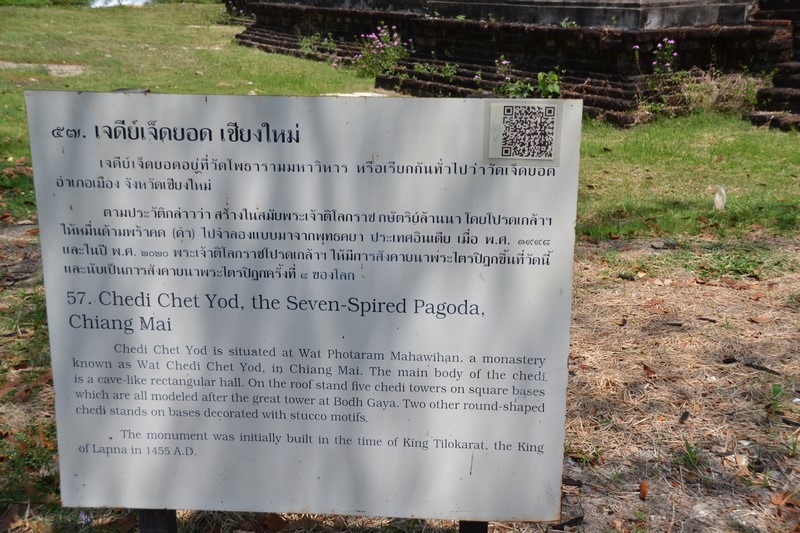 ๕๗. เจดีย์เจ็ดยอด เชียงใหม่
เจดีย์เจ็ดยอดอยู่ที่วัดโพธารามมหาวิหาร หรือเรียกกันทั่วไปว่าวัดเจ็ดยอด
อำเภอเมือง จังหวัดเชียงใหม่
ตามประวัติกล่าวว่า สร้างในสมัยพระเจ้าติโลกราช กษัตริย์ล้านนา โดยโปรดเกล้าฯ
ให้หมื่นด้ามพร้าคด (ดำ) ไปจำลองแบบมาจากพุทธคยา ประเทศอินเดีย เมื่อ พ.ศ. ๑๙๙๘
และในปี พ.ศ. ๒๐๒๐ พระเจ้าติโลกราชโปรดเกล้าฯ ให้มีการสังคายนาพระไตรปิฎกขึ้นที่วัดนี้
และนับเป็นการสังคายนาพระไตรปิฎกครั้งที่ ๘ ของโลก
57. Chedi Chet Yod, the Seven-Spired Pagoda,
Chiang Mai
Chedi Chet Yod is situated at Wat Photaram Mahawihan, a monastery
known as Wat Chedi Chet Yod, in Chiang Mai. The main body of the chedi,
is a cave-like rectangular hall. On the roof stand five chedi towers on square bases
which are all modeled after the great tower at Bodh Gaya. Two other round-shaped
chedi stands on bases decorated with stucco motifs.
The monument was initially built in the time of King Tilokarat, the King
of Lapna in 1455 A.D.